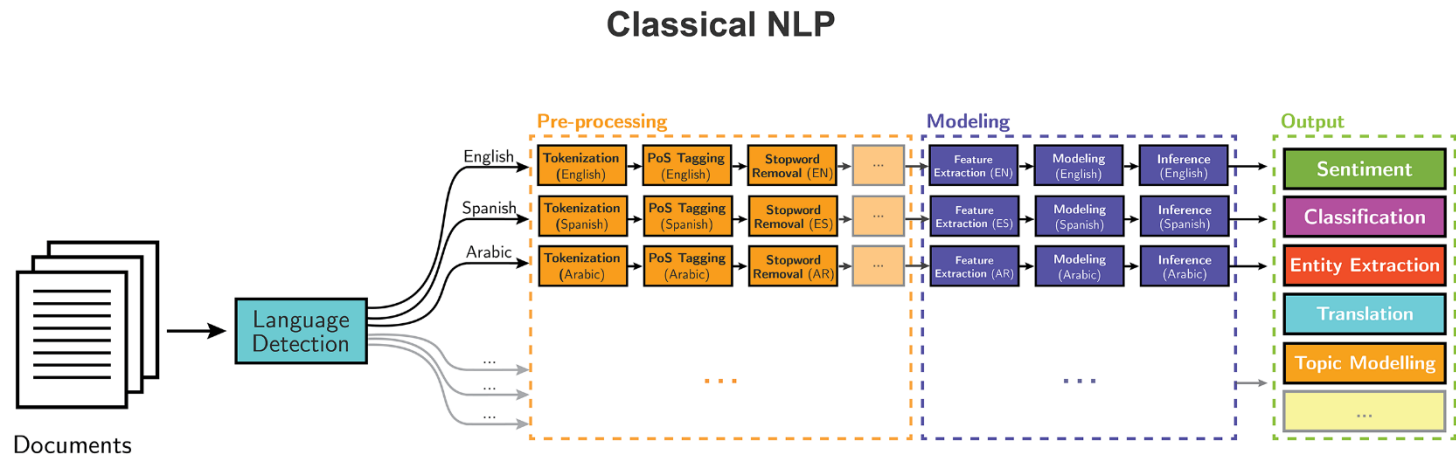 Classical NLP
Pre-processing
Modeling
Output
English
Tokenization
(English)
PoS Tagging
(English)
Stopword
Removal (EN)
...
Feature
Extraction (EN)
Modeling
(English)
Inference
(English)
Sentiment
Spanish
Tokenization
(Spanish)
PoS Tagging
(Spanish)
Stopword
Removal (ES)
...
Feature
Extraction (ES)
Modeling
(Spanish)
Inference
(Spanish)
Classification
Arabic
Tokenization
(Arabic)
PoS Tagging
(Arabic)
Stopword
Removal (AR)
...
Feature
Extraction (AR)
Modeling
(Arabic)
Inference
(Arabic)
Entity Extraction
Language
Detection
Translation
...
...
...
...
...
Topic Modelling
...
Documents